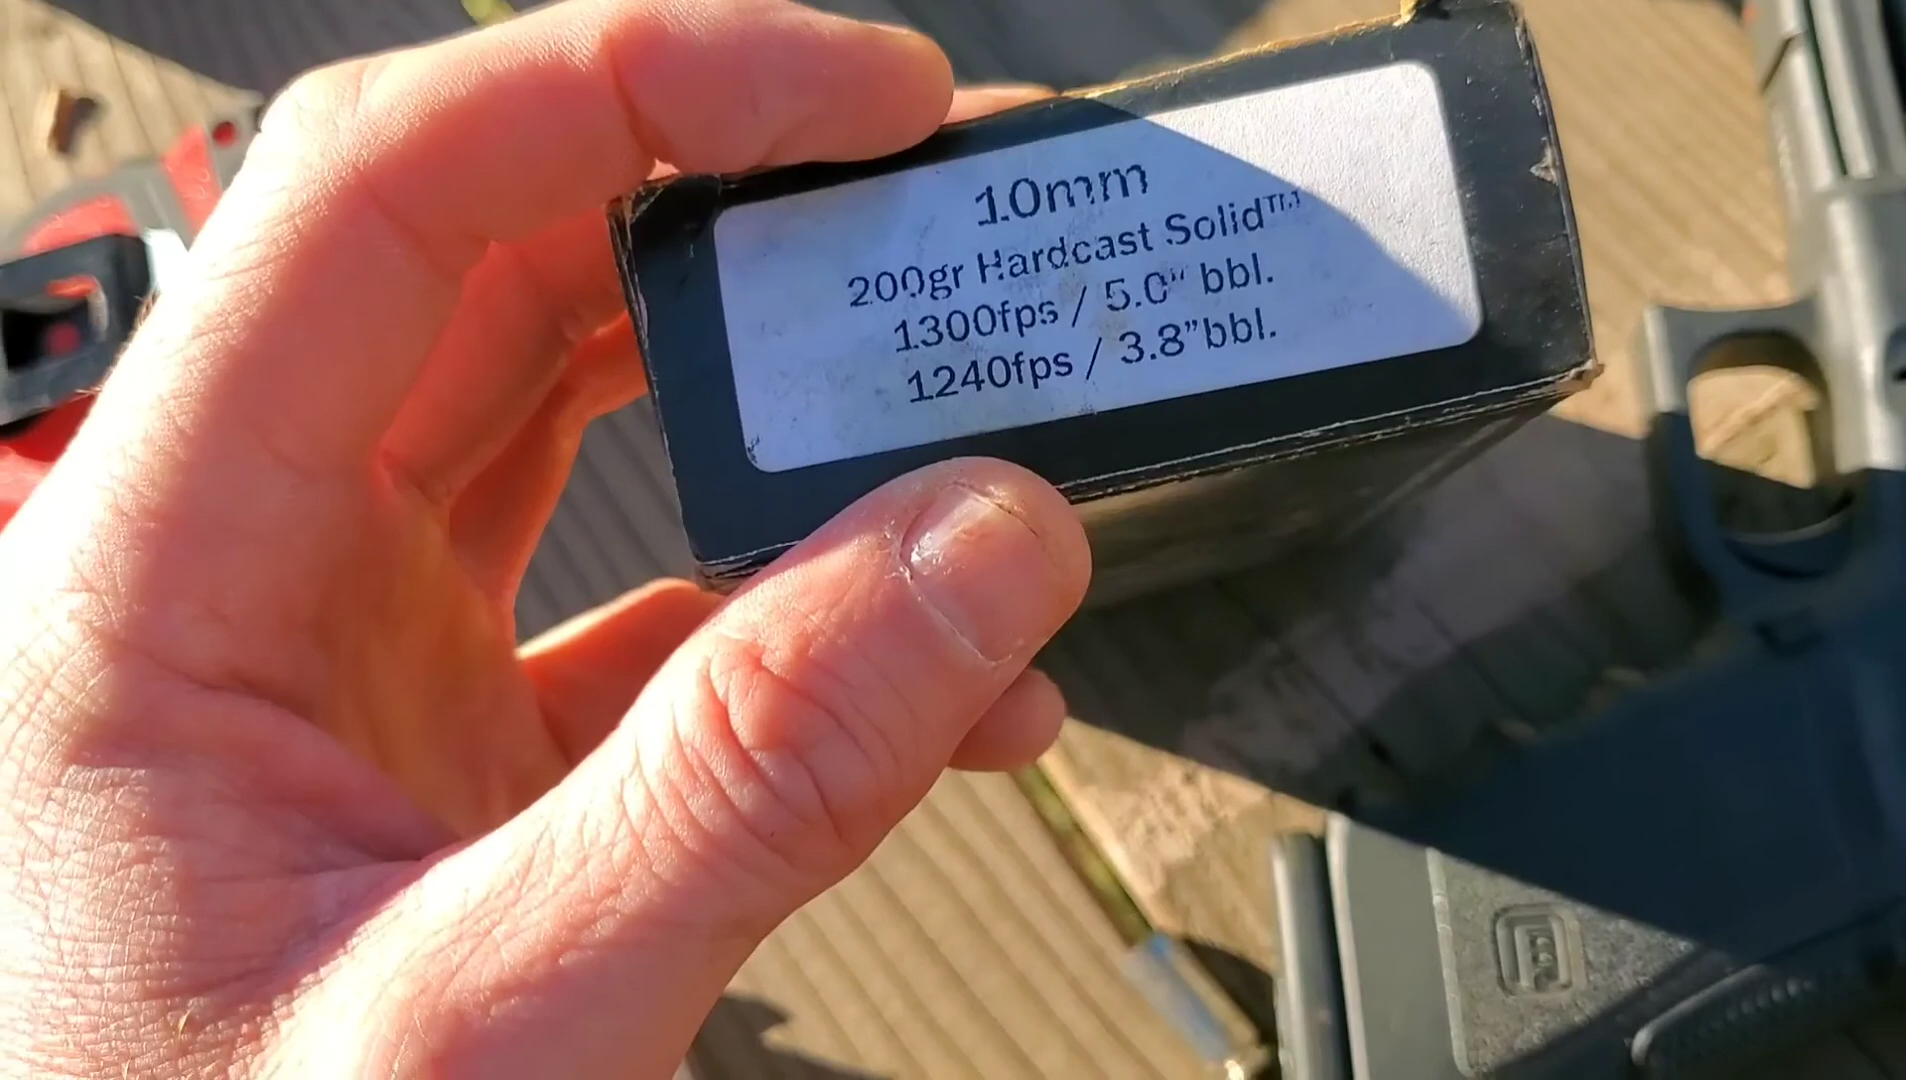 10mm
200gr Hardcast Solid™
1300fps / 5.0" bbl.
1240fps / 3.8”bbl.